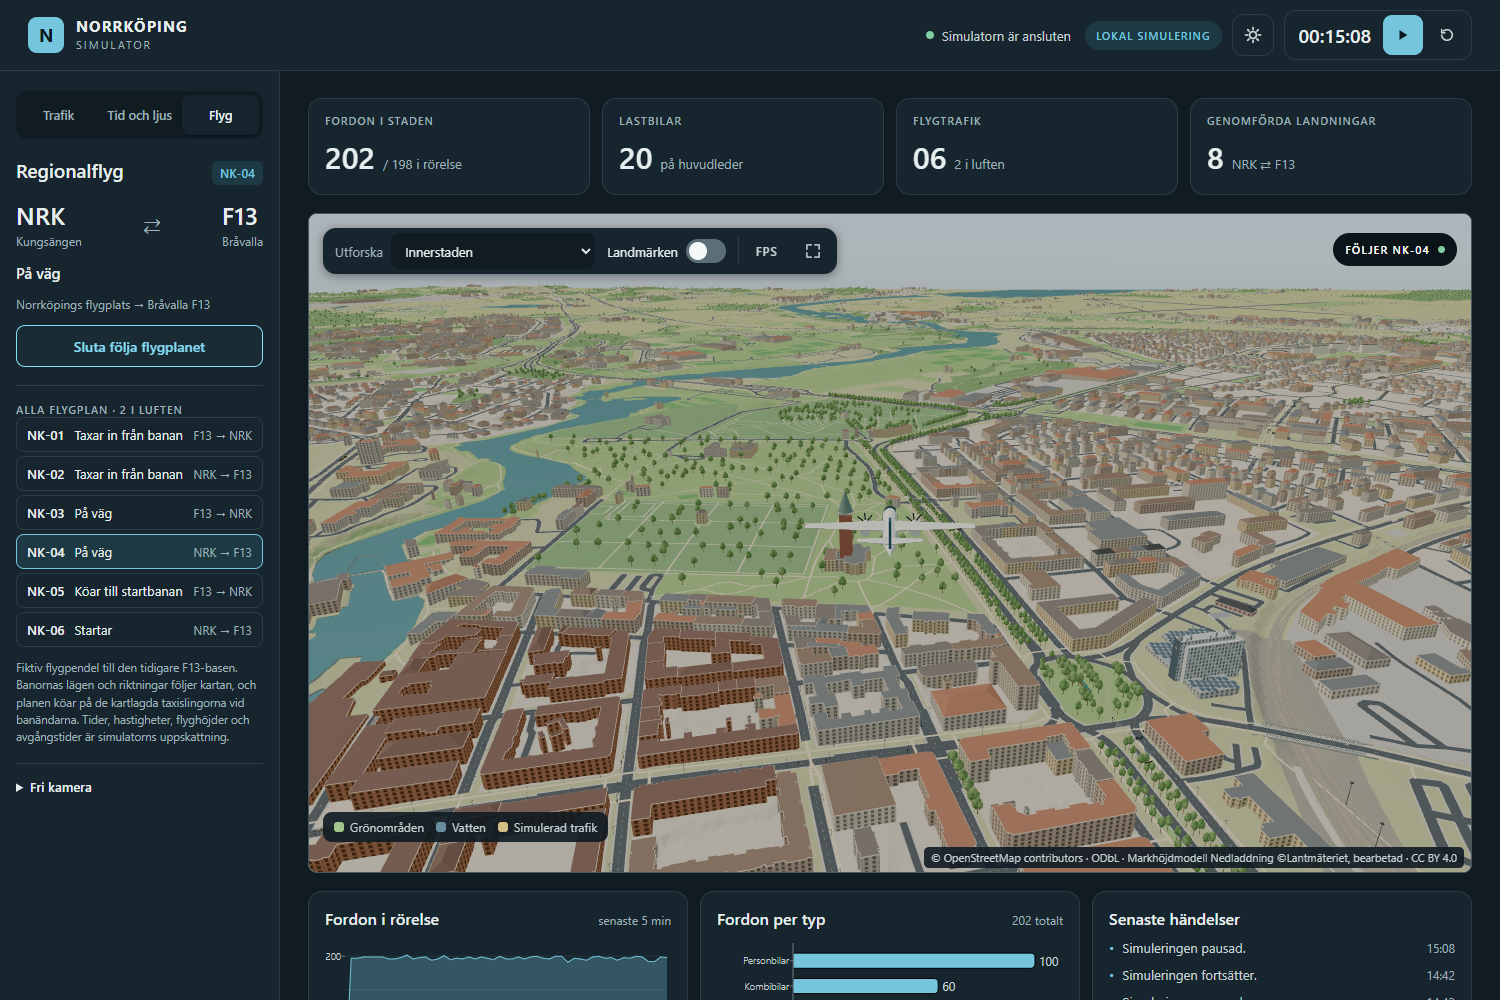 N
NORRKÖPING
SIMULATOR
Simulatorn är ansluten
LOKAL SIMULERING
00:15:08
Trafik
Tid och ljus
Flyg
Regionalflyg
NK-04
NRK
Kungsängen
⇄
F13
Bråvalla
På väg
Norrköpings flygplats → Bråvalla F13
Sluta följa flygplanet
ALLA FLYGPLAN · 2 I LUFTEN
NK-01 Taxar in från banan F13 → NRK
NK-02 Taxar in från banan NRK → F13
NK-03 På väg F13 → NRK
NK-04 På väg NRK → F13
NK-05 Köar till startbanan F13 → NRK
NK-06 Startar NRK → F13
Fiktiv flygpendel till den tidigare F13-basen.
Banornas lägen och riktningar följer kartan, och
planen köar på de kartlagda taxislingorna vid
banändarna. Tider, hastigheter, flyghöjder och
avgångstider är simulatorns uppskattning.
Fri kamera
FORDON I STADEN
202 / 198 i rörelse
LASTBILAR
20 på huvudleder
FLYGTRAFIK
06 2 i luften
GENOMFÖRDA LANDNINGAR
8 NRK ⇄ F13
Utforska
Innerstaden
Landmärken
FPS
FÖLJER NK-04
Grönområden
Vatten
Simulerad trafik
© OpenStreetMap contributors · ODbL · Markhöjdmodell Nedladdning ©Lantmäteriet, bearbetad · CC BY 4.0
Fordon i rörelse
senaste 5 min
200
Fordon per typ
202 totalt
Personbilar 100
Kombibilar 60
Senaste händelser
• Simuleringen pausad. 15:08
• Simuleringen fortsätter. 14:42